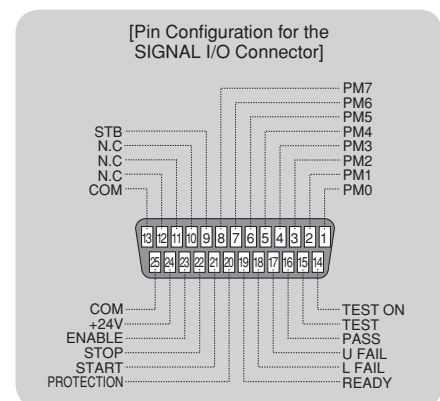 [Pin Configuration for the
SIGNAL I/O Connector]
PM7
PM6
PM5
PM4
PM3
PM2
PM1
PM0
STB
N.C
N.C
N.C
COM
13 12 11 10 9 8 7 6 5 4 3 2 1
25 24 23 22 21 20 19 18 17 16 15 14
COM
+24V
ENABLE
STOP
START
PROTECTION
TEST ON
TEST
PASS
U FAIL
L FAIL
READY